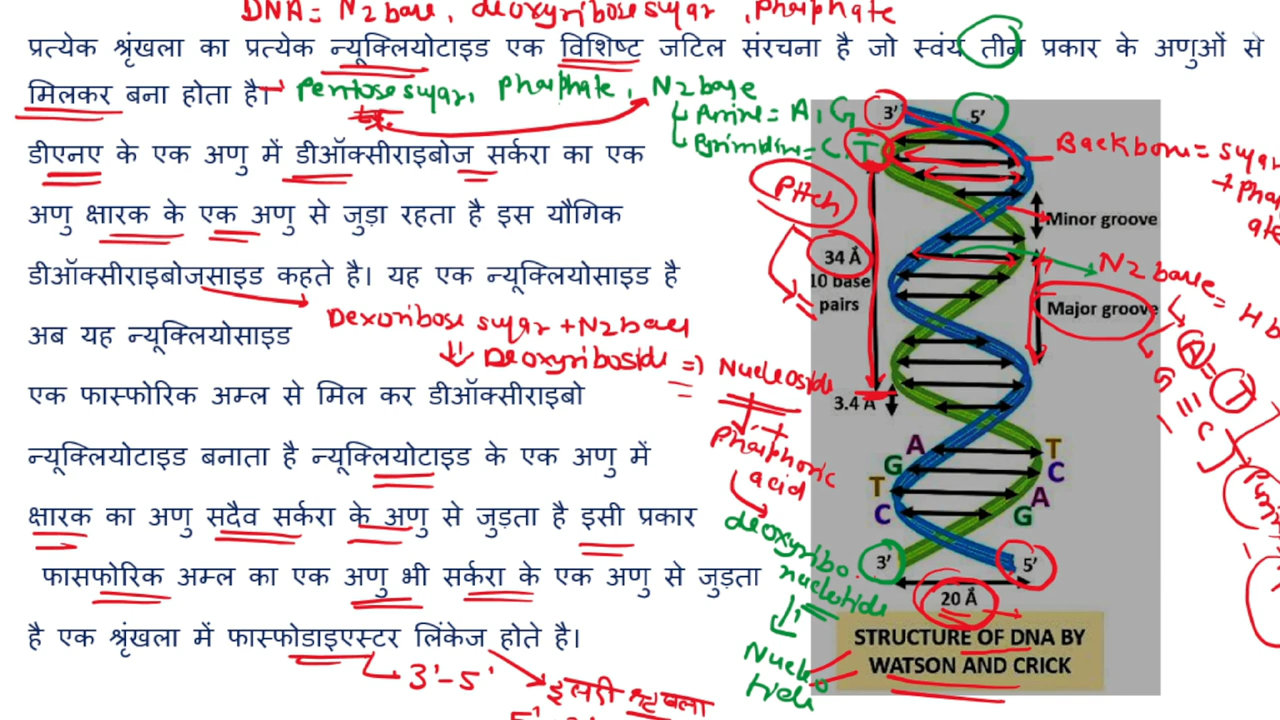 DNA = N2 base, deoxyribose sugar, Phosphate
प्रत्येक श्रृंखला का प्रत्येक न्यूक्लियोटाइड एक विशिष्ट जटिल संरचना है जो स्वंय तीन प्रकार के अणुओं से
मिलकर बना होता है।
Pentose sugar, Phosphate, N2 base
Purine = A, G
Pyrimidine = C, T
डीएनए के एक अणु में डीऑक्सीराइबोज सर्करा का एक
अणु क्षारक के एक अणु से जुड़ा रहता है इस यौगिक
डीऑक्सीराइबोजसाइड कहते है। यह एक न्यूक्लियोसाइड है
अब यह न्यूक्लियोसाइड
Dexoribose sugar + N2 base
Deoxyriboside => Nucleoside
+
Phosphoric
acid
एक फास्फोरिक अम्ल से मिल कर डीऑक्सीराइबो
न्यूक्लियोटाइड बनाता है न्यूक्लियोटाइड के एक अणु में
क्षारक का अणु सदैव सर्करा के अणु से जुड़ता है इसी प्रकार
फासफोरिक अम्ल का एक अणु भी सर्करा के एक अणु से जुड़ता
है एक श्रृंखला में फास्फोडाइएस्टर लिंकेज होते है।
3'-5'
deoxyribo
nucleotide
Nucleo
tide
3'
5'
Backbone = sugar
+ Pha
ate
Pitch
Minor groove
34 Å
10 base
pairs
N2 base = H b
Major groove
A = T
G ≡ C
3.4 Å
A T
G C
T A
C G
3'
5'
20 Å
STRUCTURE OF DNA BY
WATSON AND CRICK